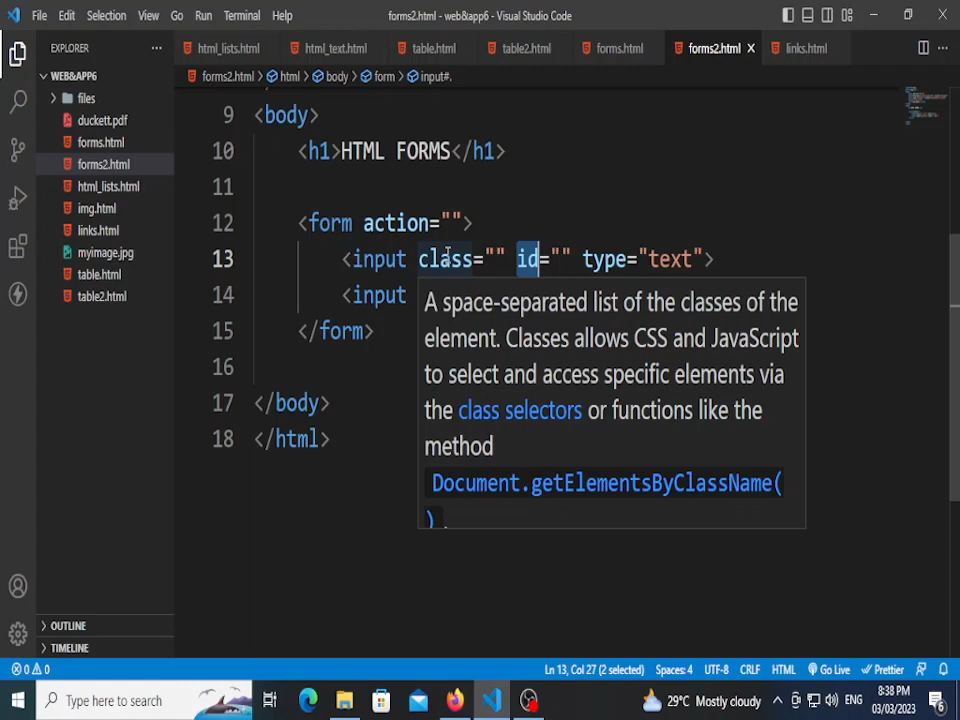 File Edit Selection View Go Run Terminal Help
forms2.html - web&app6 - Visual Studio Code
EXPLORER
WEB&APP6
files
duckett.pdf
forms.html
forms2.html
html_lists.html
img.html
links.html
myimage.jpg
table.html
table2.html
OUTLINE
TIMELINE
html_lists.html html_text.html table.html table2.html forms.html forms2.html links.html
forms2.html > html > body > form > input#.
9 <body>
10 <h1>HTML FORMS</h1>
11
12 <form action="">
13 <input class="" id="" type="text">
14 <input
15 </form>
16
17 </body>
18 </html>
A space-separated list of the classes of the
element. Classes allows CSS and JavaScript
to select and access specific elements via
the class selectors or functions like the
method
Document.getElementsByClassName(
).
0 0 Ln 13, Col 27 (2 selected) Spaces: 4 UTF-8 CRLF HTML Go Live Prettier
Type here to search
29°C Mostly cloudy ENG
8:38 PM
03/03/2023
6